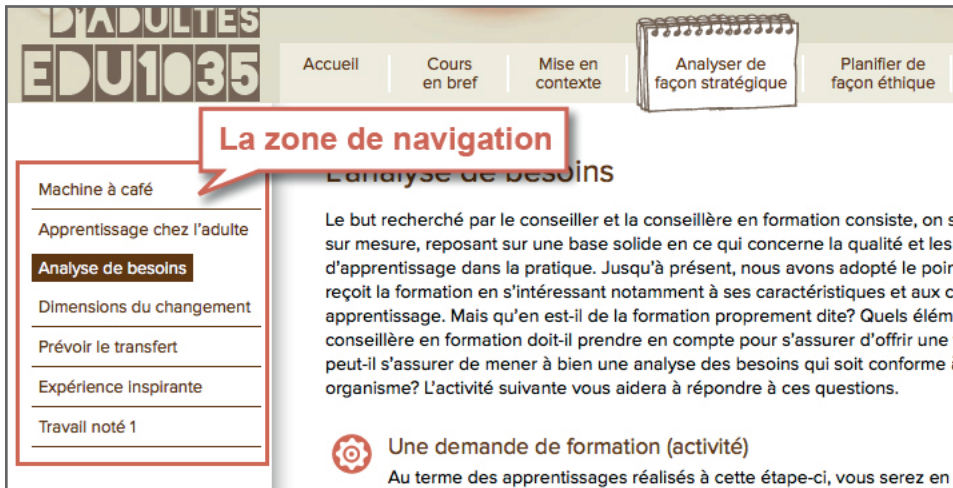 D'ADULTES
EDU1035
Accueil
Cours
en bref
Mise en
contexte
Analyser de
façon stratégique
Planifier de
façon éthique
La zone de navigation
Machine à café
Apprentissage chez l'adulte
Analyse de besoins
Dimensions du changement
Prévoir le transfert
Expérience inspirante
Travail noté 1
L'analyse de besoins
Le but recherché par le conseiller et la conseillère en formation consiste, on s
sur mesure, reposant sur une base solide en ce qui concerne la qualité et les
d'apprentissage dans la pratique. Jusqu'à présent, nous avons adopté le poin
reçoit la formation en s'intéressant notamment à ses caractéristiques et aux c
apprentissage. Mais qu'en est-il de la formation proprement dite? Quels élém
conseillère en formation doit-il prendre en compte pour s'assurer d'offrir une
peut-il s'assurer de mener à bien une analyse des besoins qui soit conforme à
organisme? L'activité suivante vous aidera à répondre à ces questions.
Une demande de formation (activité)
Au terme des apprentissages réalisés à cette étape-ci, vous serez en